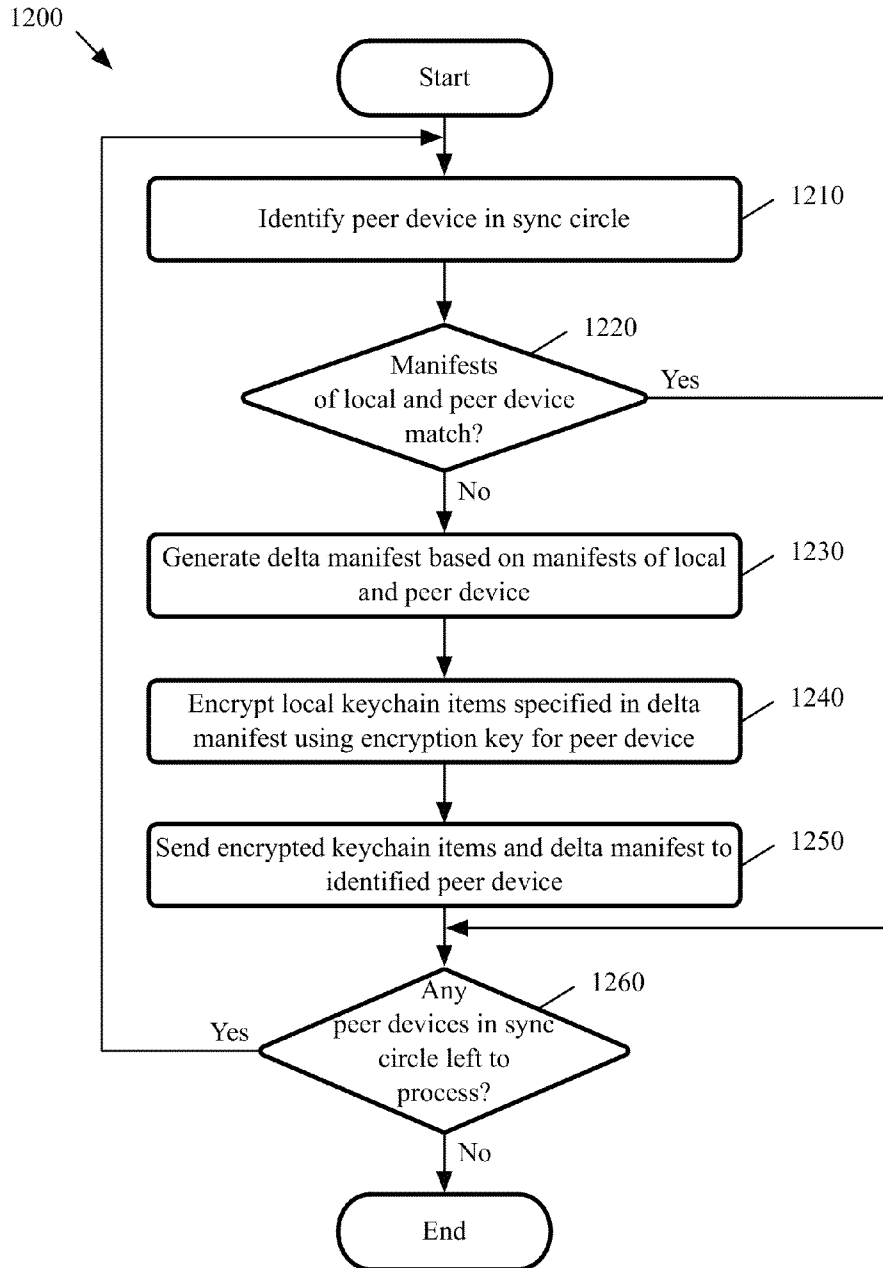 1200
Start
Identify peer device in sync circle
1210
1220
Manifests
of local and peer device
match?
Yes
No
Generate delta manifest based on manifests of local
and peer device
1230
Encrypt local keychain items specified in delta
manifest using encryption key for peer device
1240
Send encrypted keychain items and delta manifest to
identified peer device
1250
1260
Any
peer devices in sync
circle left to
process?
Yes
No
End